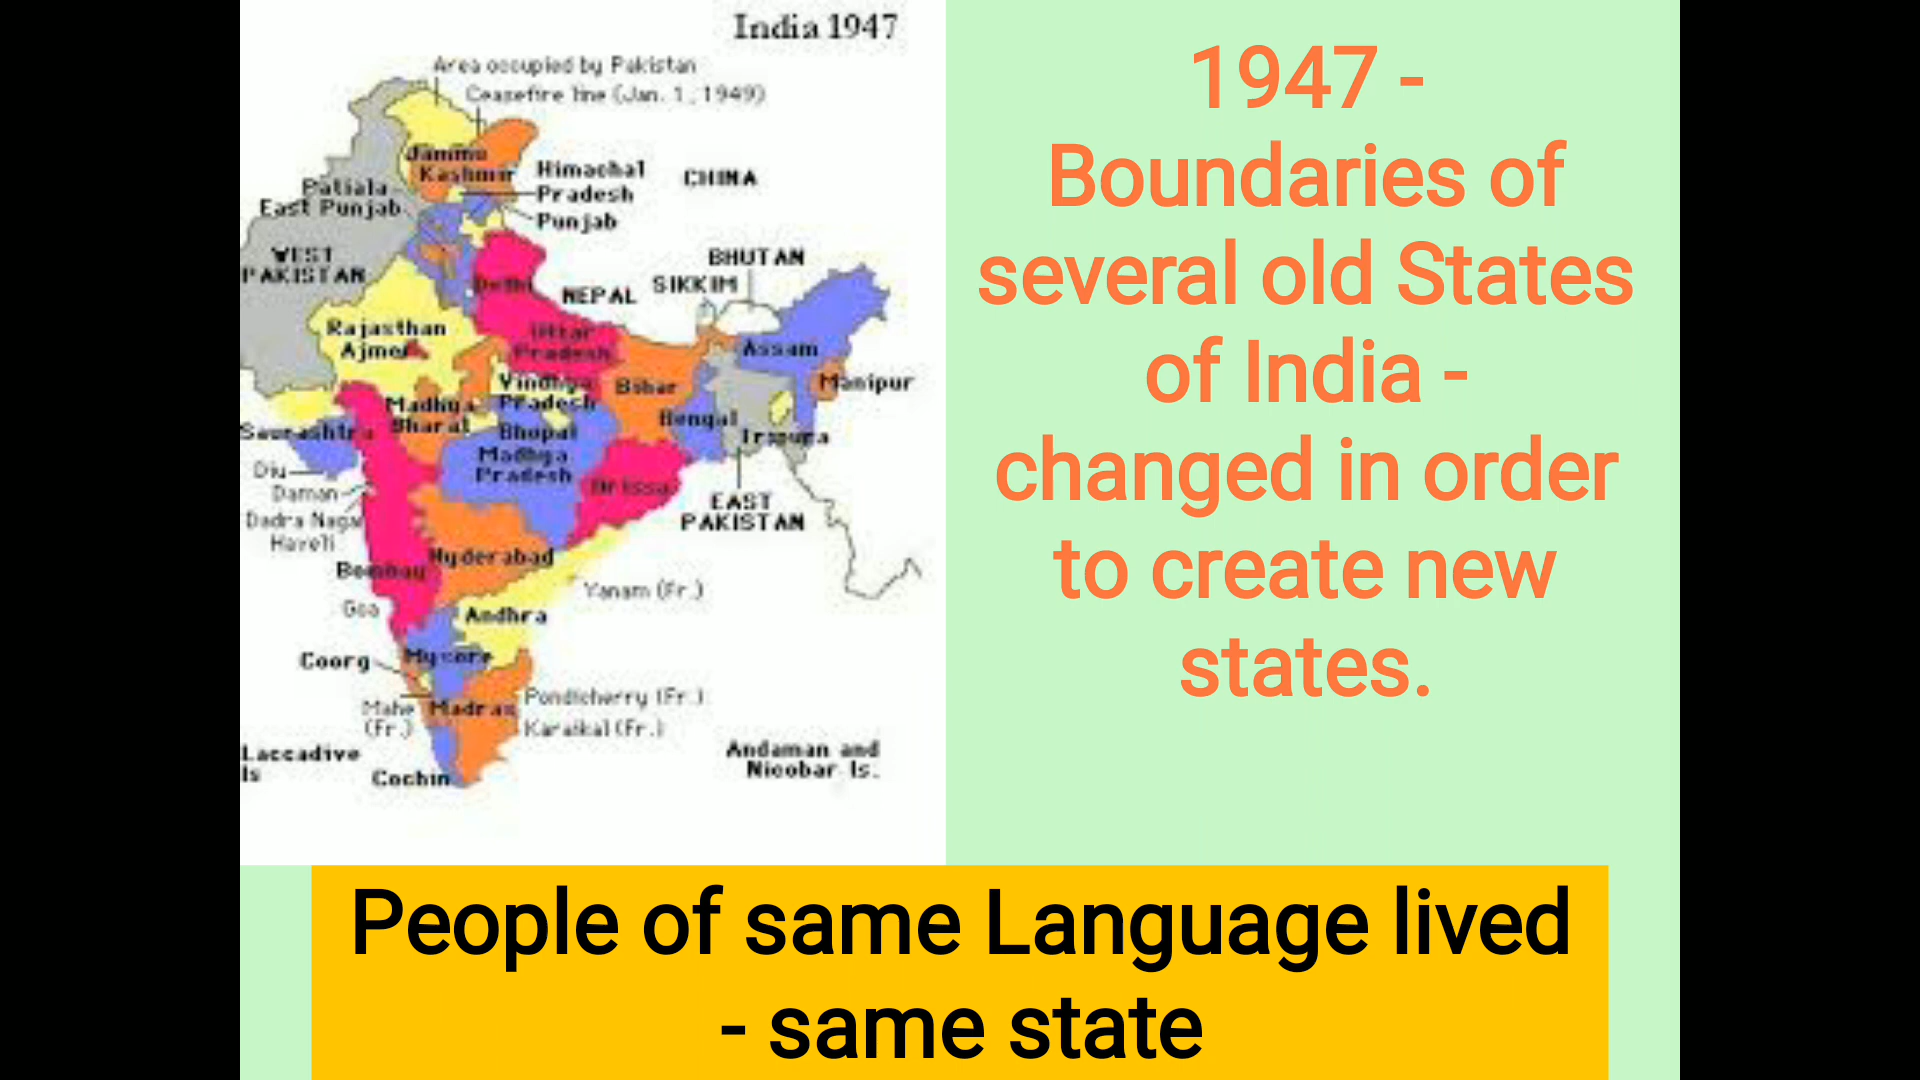 India 1947
Area occupied by Pakistan
Ceasefire line (Jan. 1, 1949)
Jammu
Kashmir
Himachal
Pradesh
Punjab
CHINA
Patiala
East Punjab
WEST
PAKISTAN
BHUTAN
SIKKIM
NEPAL
Delhi
Rajasthan
Ajmer
Uttar
Pradesh
Assam
Manipur
Vindhya
Pradesh
Bihar
Madhya
Bharat
Bengal
Tripura
Saurashtra
Bhopal
Madhya
Pradesh
Orissa
Diu
Daman
Dadra Nagar
Haveli
EAST
PAKISTAN
Hyderabad
Bombay
Yanam (Fr.)
Goa
Andhra
Coorg
Mysore
Mahe
(Fr.)
Madras
Pondicherry (Fr.)
Karaikal (Fr.)
Laccadive
Is
Cochin
Andaman and
Nicobar Is.
1947 -
Boundaries of
several old States
of India -
changed in order
to create new
states.
People of same Language lived
- same state